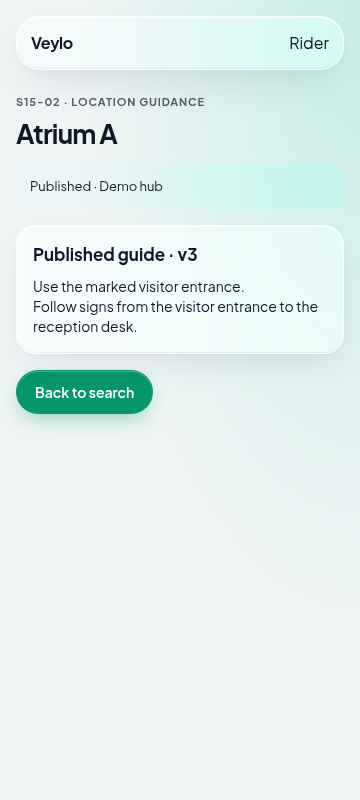 Veylo
Rider
S15-02 · LOCATION GUIDANCE
Atrium A
Published · Demo hub
Published guide · v3
Use the marked visitor entrance.
Follow signs from the visitor entrance to the
reception desk.
Back to search